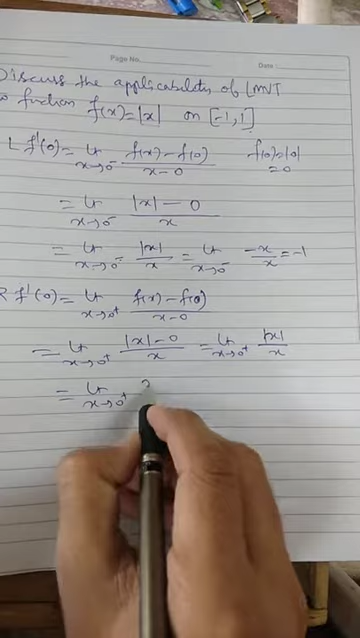 Page No.
Date :
Discuss the applicability of LMVT
to function f(x)=|x| on [-1,1]
L f'(0) = Lt x→0⁻ f(x)-f(0) / x-0 f(0)=|0| =0
= Lt x→0⁻ |x|-0 / x
= Lt x→0⁻ |x| / x = Lt x→0⁻ -x / x = -1
R f'(0) = Lt x→0⁺ f(x)-f(0) / x-0
= Lt x→0⁺ |x|-0 / x = Lt x→0⁺ |x| / x
= Lt x→0⁺